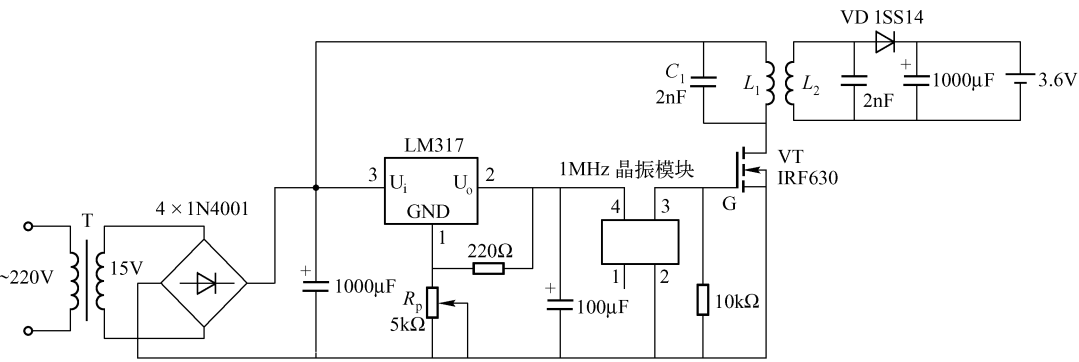 VD 1SS14
C₁
2nF
L₁
L₂
2nF
+
1000μF
3.6V
LM317
3
Uᵢ
Uₒ
2
GND
1
1MHz 晶振模块
4
3
1
2
VT
IRF630
G
4×1N4001
T
~220V
15V
+
1000μF
220Ω
Rₚ
5kΩ
+
100μF
10kΩ